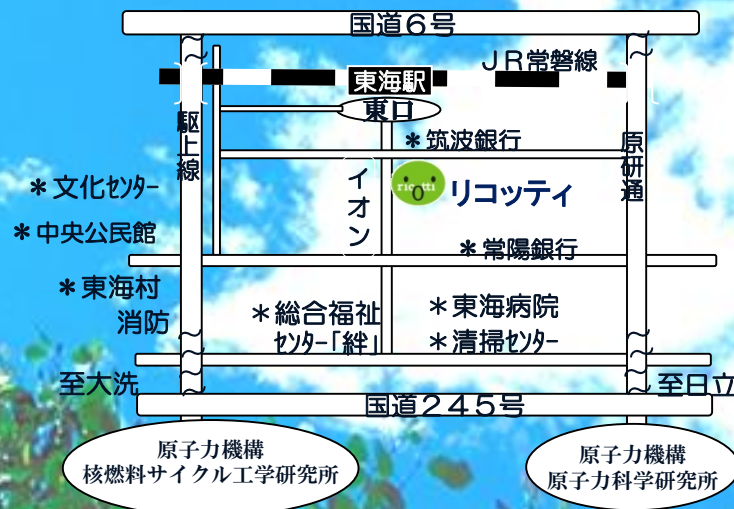 国道6号
JR常磐線
東海駅
東口
駆上線
原研通
＊筑波銀行
イオン
ricotti
リコッティ
＊文化ｾﾝﾀｰ
＊中央公民館
＊常陽銀行
＊東海村
消防
＊総合福祉
ｾﾝﾀｰ「絆」
＊東海病院
＊清掃ｾﾝﾀｰ
至大洗
至日立
国道245号
原子力機構
核燃料サイクル工学研究所
原子力機構
原子力科学研究所